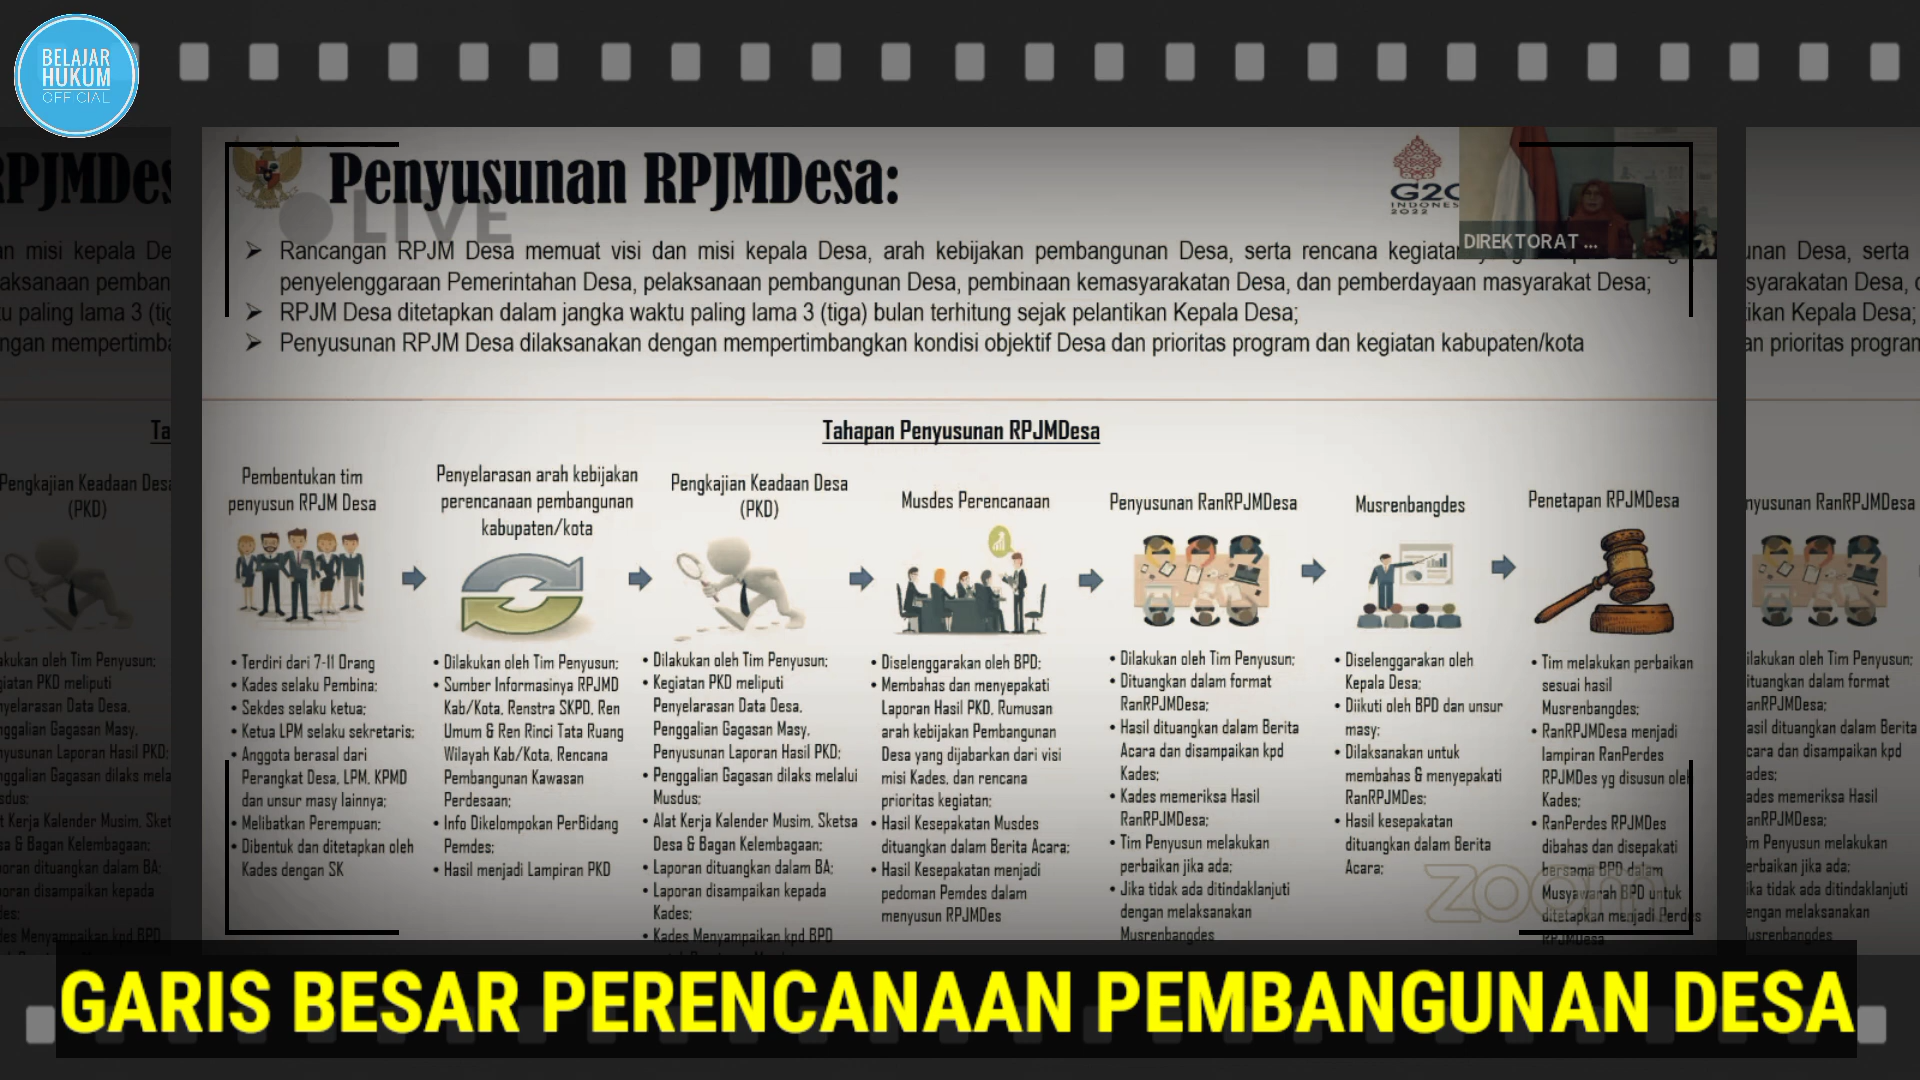 BELAJAR
HUKUM
OFFICIAL
Penyusunan RPJMDesa:
LIVE
G20
INDONES
2022
DIREKTORAT ...
➢ Rancangan RPJM Desa memuat visi dan misi kepala Desa, arah kebijakan pembangunan Desa, serta rencana kegiatan
penyelenggaraan Pemerintahan Desa, pelaksanaan pembangunan Desa, pembinaan kemasyarakatan Desa, dan pemberdayaan masyarakat Desa;
➢ RPJM Desa ditetapkan dalam jangka waktu paling lama 3 (tiga) bulan terhitung sejak pelantikan Kepala Desa;
➢ Penyusunan RPJM Desa dilaksanakan dengan mempertimbangkan kondisi objektif Desa dan prioritas program dan kegiatan kabupaten/kota
Tahapan Penyusunan RPJMDesa
Pembentukan tim
penyusun RPJM Desa
• Terdiri dari 7-11 Orang
• Kades selaku Pembina;
• Sekdes selaku ketua;
• Ketua LPM selaku sekretaris;
• Anggota berasal dari
Perangkat Desa, LPM, KPMD
dan unsur masy lainnya;
• Melibatkan Perempuan;
• Dibentuk dan ditetapkan oleh
Kades dengan SK
Penyelarasan arah kebijakan
perencanaan pembangunan
kabupaten/kota
• Dilakukan oleh Tim Penyusun;
• Sumber Informasinya RPJMD
Kab/Kota, Renstra SKPD, Ren
Umum & Ren Rinci Tata Ruang
Wilayah Kab/Kota, Rencana
Pembangunan Kawasan
Perdesaan;
• Info Dikelompokan PerBidang
Pemdes;
• Hasil menjadi Lampiran PKD
Pengkajian Keadaan Desa
(PKD)
• Dilakukan oleh Tim Penyusun;
• Kegiatan PKD meliputi
Penyelarasan Data Desa,
Penggalian Gagasan Masy,
Penyusunan Laporan Hasil PKD;
• Penggalian Gagasan dilaks melalui
Musdus;
• Alat Kerja Kalender Musim, Sketsa
Desa & Bagan Kelembagaan;
• Laporan dituangkan dalam BA;
• Laporan disampaikan kepada
Kades;
• Kades Menyampaikan kpd BPD
Musdes Perencanaan
• Diselenggarakan oleh BPD;
• Membahas dan menyepakati
Laporan Hasil PKD, Rumusan
arah kebijakan Pembangunan
Desa yang dijabarkan dari visi
misi Kades, dan rencana
prioritas kegiatan;
• Hasil Kesepakatan Musdes
dituangkan dalam Berita Acara;
• Hasil Kesepakatan menjadi
pedoman Pemdes dalam
menyusun RPJMDes
Penyusunan RanRPJMDesa
• Dilakukan oleh Tim Penyusun;
• Dituangkan dalam format
RanRPJMDesa;
• Hasil dituangkan dalam Berita
Acara dan disampaikan kpd
Kades;
• Kades memeriksa Hasil
RanRPJMDesa;
• Tim Penyusun melakukan
perbaikan jika ada;
• Jika tidak ada ditindaklanjuti
dengan melaksanakan
Musrenbangdes
Musrenbangdes
• Diselenggarakan oleh
Kepala Desa;
• Diikuti oleh BPD dan unsur
masy;
• Dilaksanakan untuk
membahas & menyepakati
RanRPJMDes;
• Hasil kesepakatan
dituangkan dalam Berita
Acara;
Penetapan RPJMDesa
• Tim melakukan perbaikan
sesuai hasil
Musrenbangdes;
• RanRPJMDesa menjadi
lampiran RanPerdes
RPJMDes yg disusun oleh
Kades;
• RanPerdes RPJMDes
dibahas dan disepakati
bersama BPD dalam
Musyawarah BPD untuk
ditetapkan menjadi Perdes
RPJMDesa
zoom
GARIS BESAR PERENCANAAN PEMBANGUNAN DESA